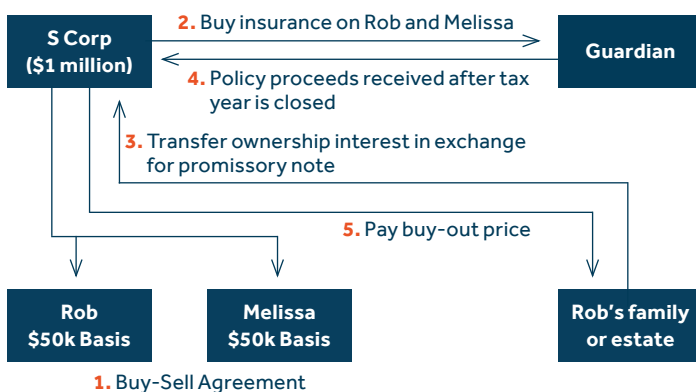 S Corp
($1 million)
2. Buy insurance on Rob and Melissa
Guardian
4. Policy proceeds received after tax
year is closed
3. Transfer ownership interest in exchange
for promissory note
5. Pay buy-out price
Rob
$50k Basis
Melissa
$50k Basis
Rob's family
or estate
1. Buy-Sell Agreement